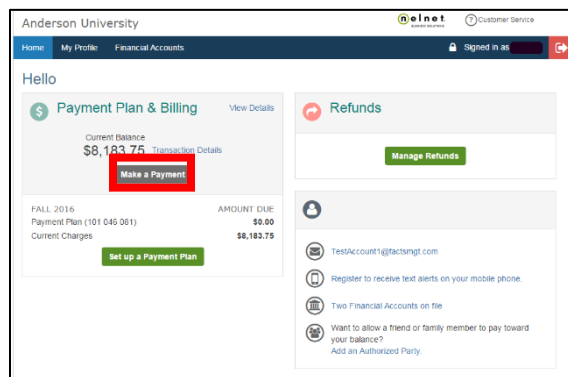 Anderson University
nelnet
BUSINESS SOLUTIONS
? Customer Service
Home My Profile Financial Accounts
Signed in as
Hello
$ Payment Plan & Billing View Details
Current Balance
$8,183.75 Transaction Details
Make a Payment
FALL 2016 AMOUNT DUE
Payment Plan (101 046 081) $0.00
Current Charges $8,183.75
Set up a Payment Plan
Refunds
Manage Refunds
TestAccount1@factsmgt.com
Register to receive text alerts on your mobile phone.
Two Financial Accounts on file
Want to allow a friend or family member to pay toward
your balance?
Add an Authorized Party.